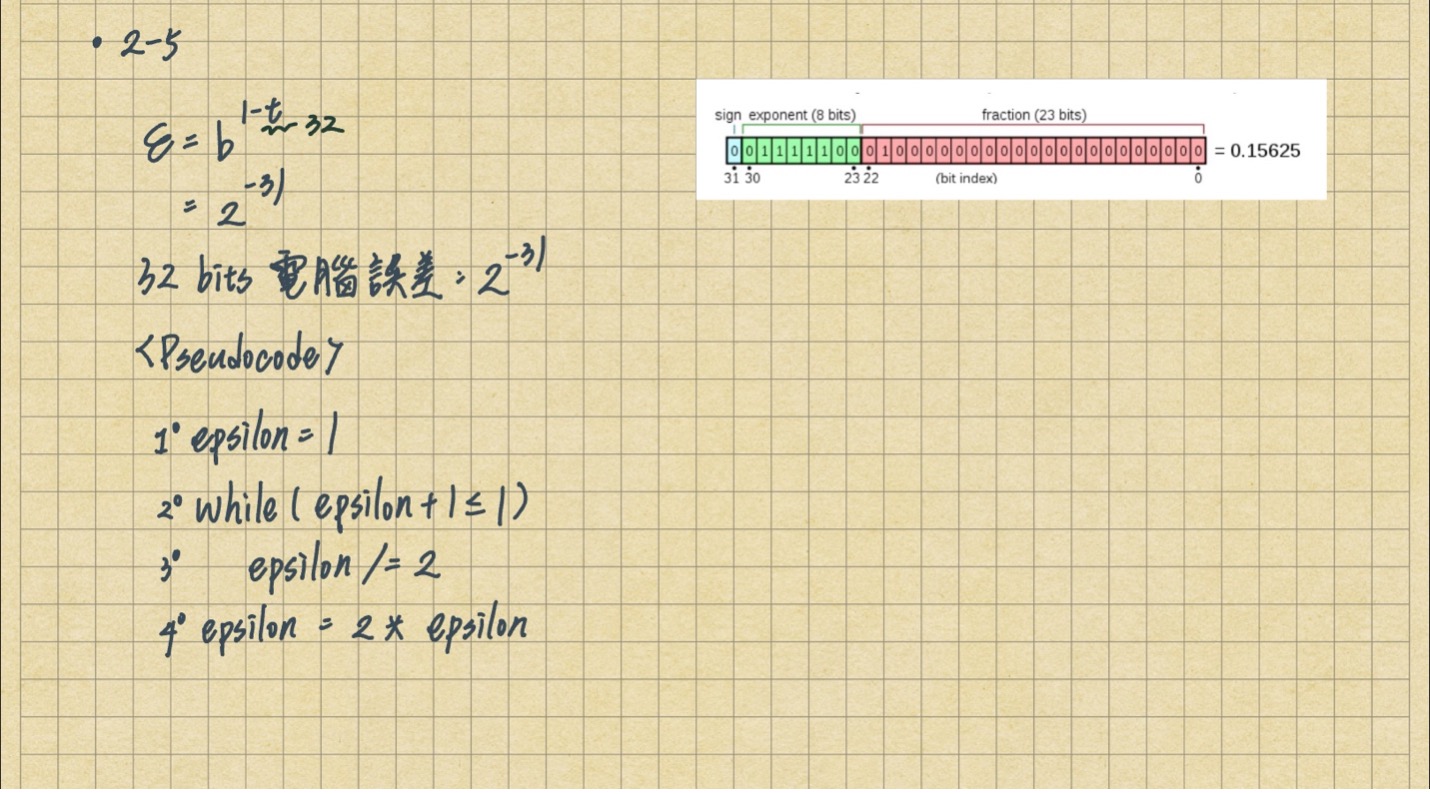 • 2-5
ε = b^{1-t} 32
= 2^{-31}
32 bits 電腦誤差: 2^{-31}
<Pseudocode>
1° epsilon = 1
2° while ( epsilon + 1 ≤ 1 )
3° epsilon /= 2
4° epsilon = 2 * epsilon
sign exponent (8 bits) fraction (23 bits)
0 0 1 1 1 1 1 0 0 0 1 0 0 0 0 0 0 0 0 0 0 0 0 0 0 0 0 0 0 0 0 0 = 0.15625
31 30 23 22 (bit index) 0